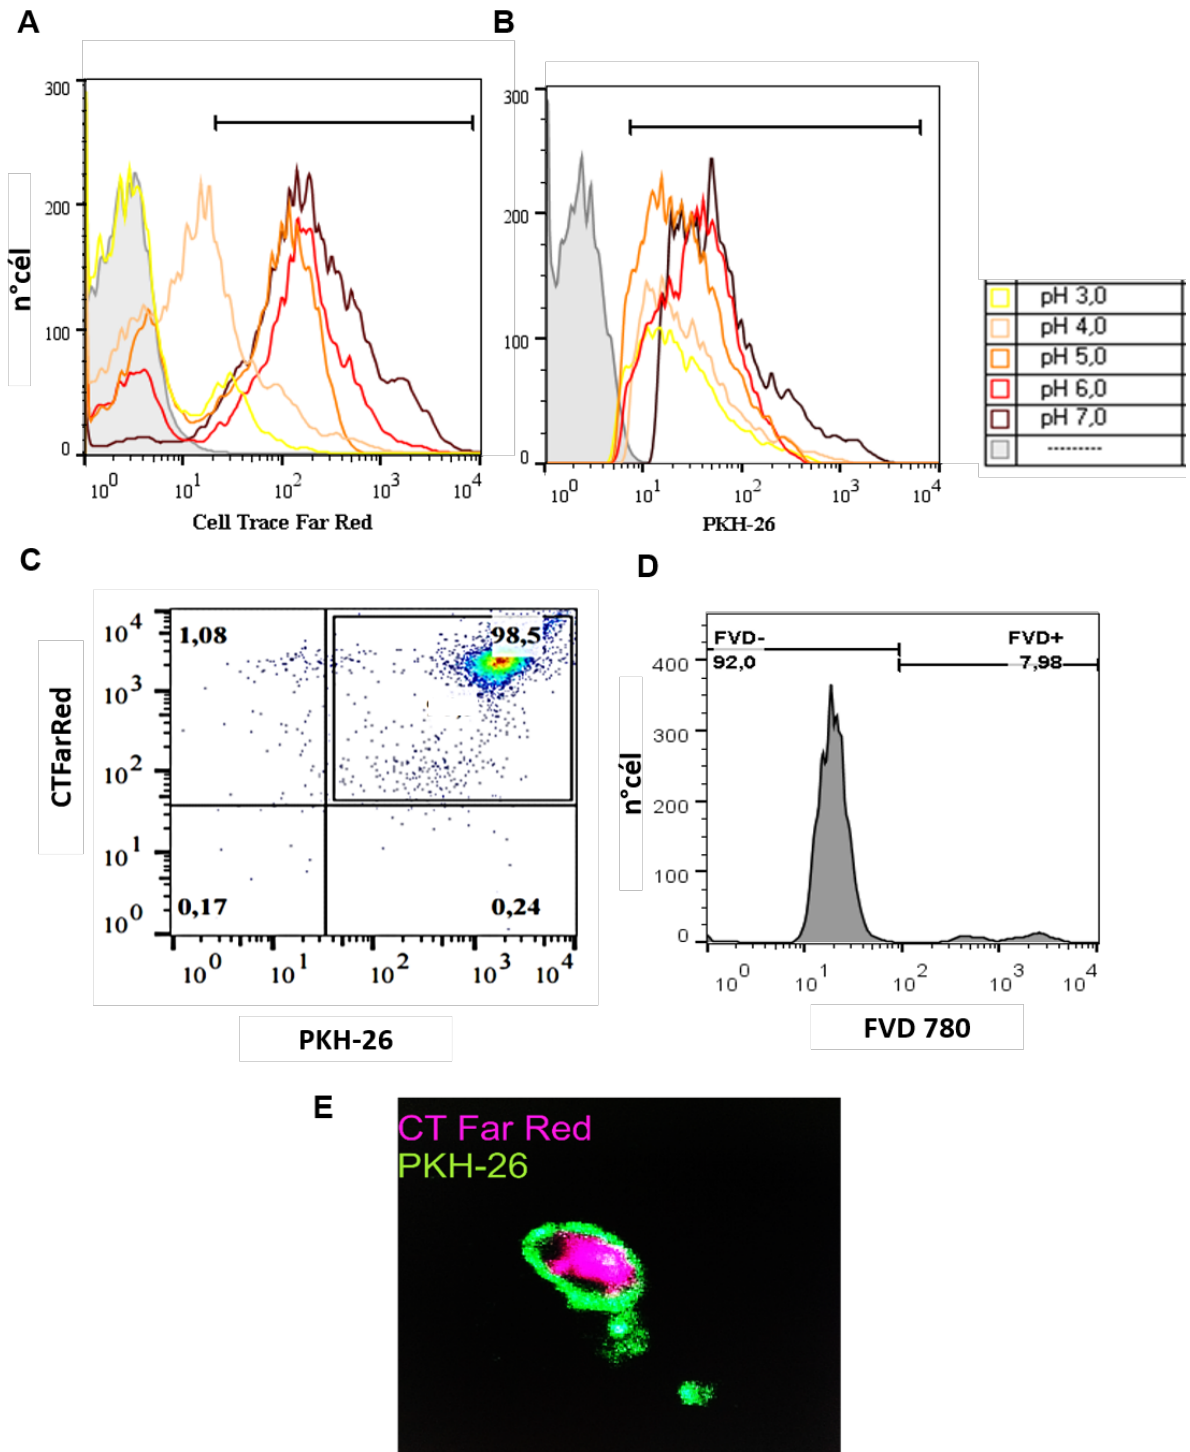 A
B
300
200
100
0
n°cél
10^0 10^1 10^2 10^3 10^4
Cell Trace Far Red
300
200
100
0
10^0 10^1 10^2 10^3 10^4
PKH-26
pH 3,0
pH 4,0
pH 5,0
pH 6,0
pH 7,0
---------
C
D
10^4
10^3
10^2
10^1
10^0
CTFarRed
1,08
98,5
0,17
0,24
10^0 10^1 10^2 10^3 10^4
PKH-26
FVD-
92,0
FVD+
7,98
400
300
200
100
0
n°cél
10^0 10^1 10^2 10^3 10^4
FVD 780
E
CT Far Red
PKH-26